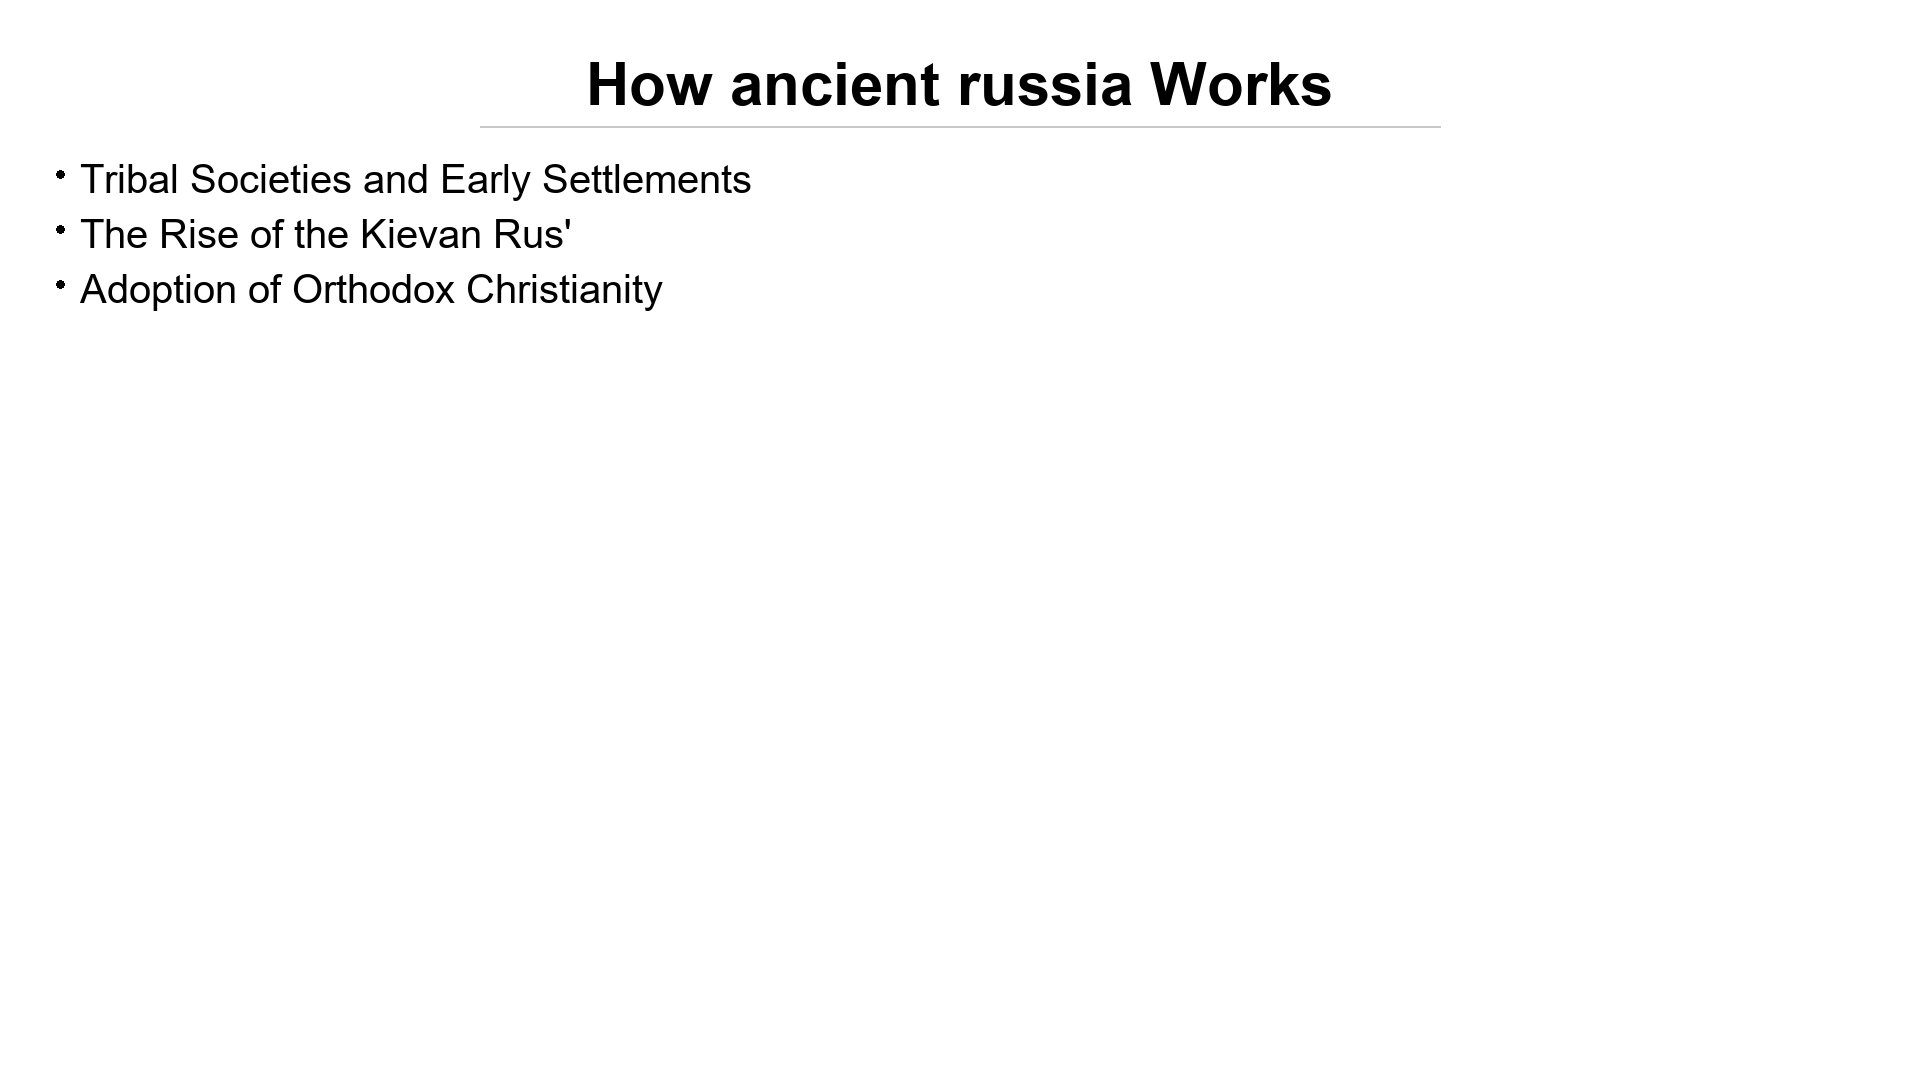 How ancient russia Works
• Tribal Societies and Early Settlements
• The Rise of the Kievan Rus'
• Adoption of Orthodox Christianity